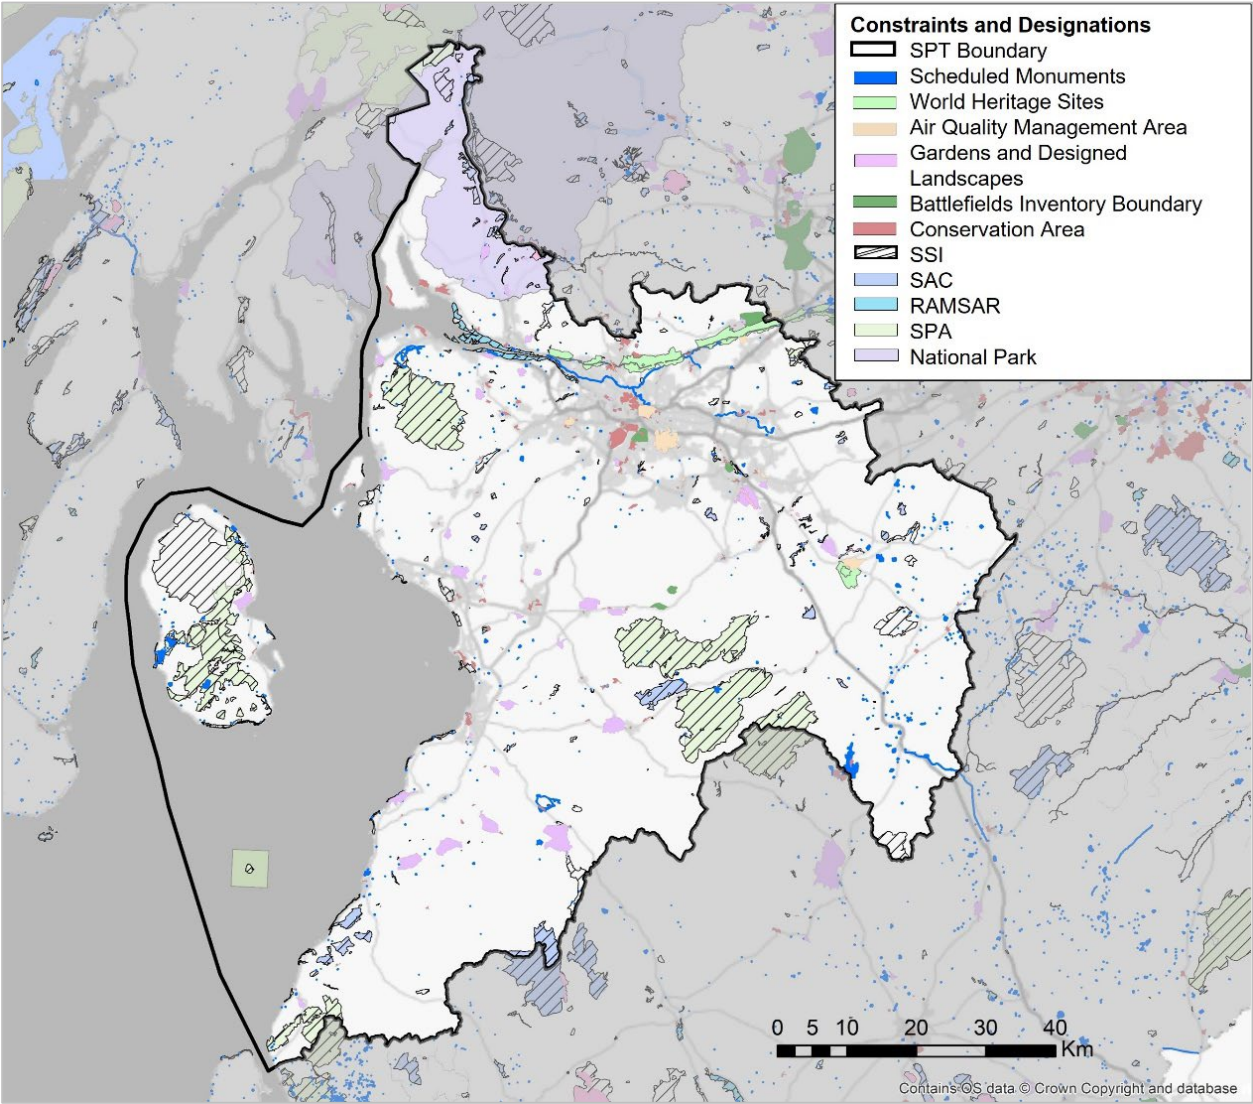 Constraints and Designations
SPT Boundary
Scheduled Monuments
World Heritage Sites
Air Quality Management Area
Gardens and Designed
Landscapes
Battlefields Inventory Boundary
Conservation Area
SSI
SAC
RAMSAR
SPA
National Park
0 5 10 20 30 40
Km
Contains OS data © Crown Copyright and database